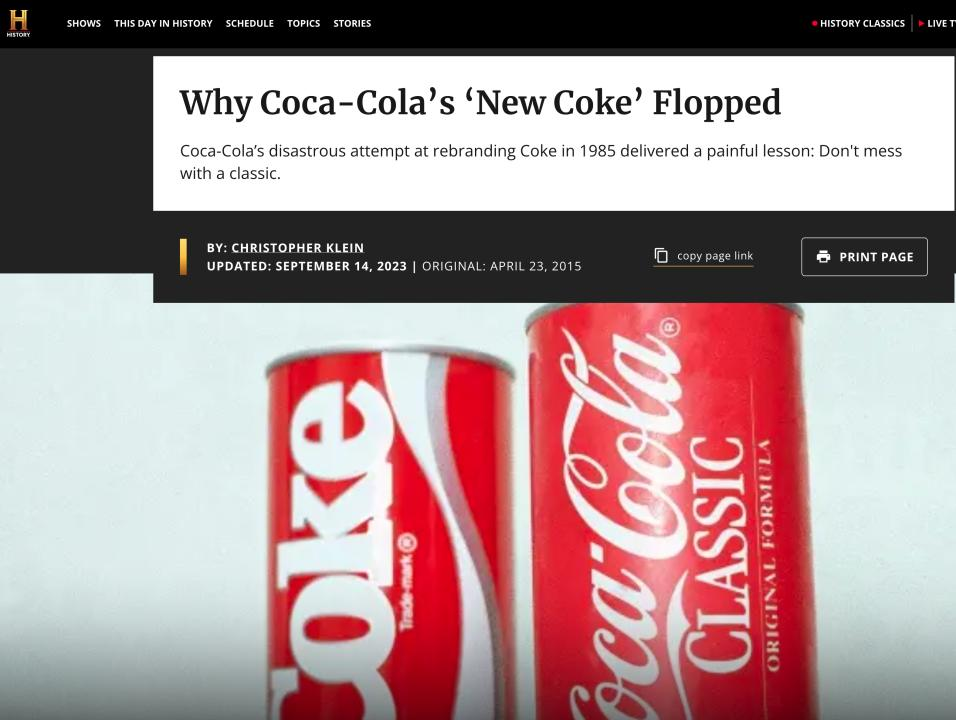 H
HISTORY
SHOWS THIS DAY IN HISTORY SCHEDULE TOPICS STORIES
HISTORY CLASSICS
LIVE T
Why Coca-Cola’s ‘New Coke’ Flopped
Coca-Cola’s disastrous attempt at rebranding Coke in 1985 delivered a painful lesson: Don't mess
with a classic.
BY: CHRISTOPHER KLEIN
UPDATED: SEPTEMBER 14, 2023 | ORIGINAL: APRIL 23, 2015
copy page link
PRINT PAGE
Coke
Trade-mark ®
Coca-Cola®
CLASSIC
ORIGINAL FORMULA